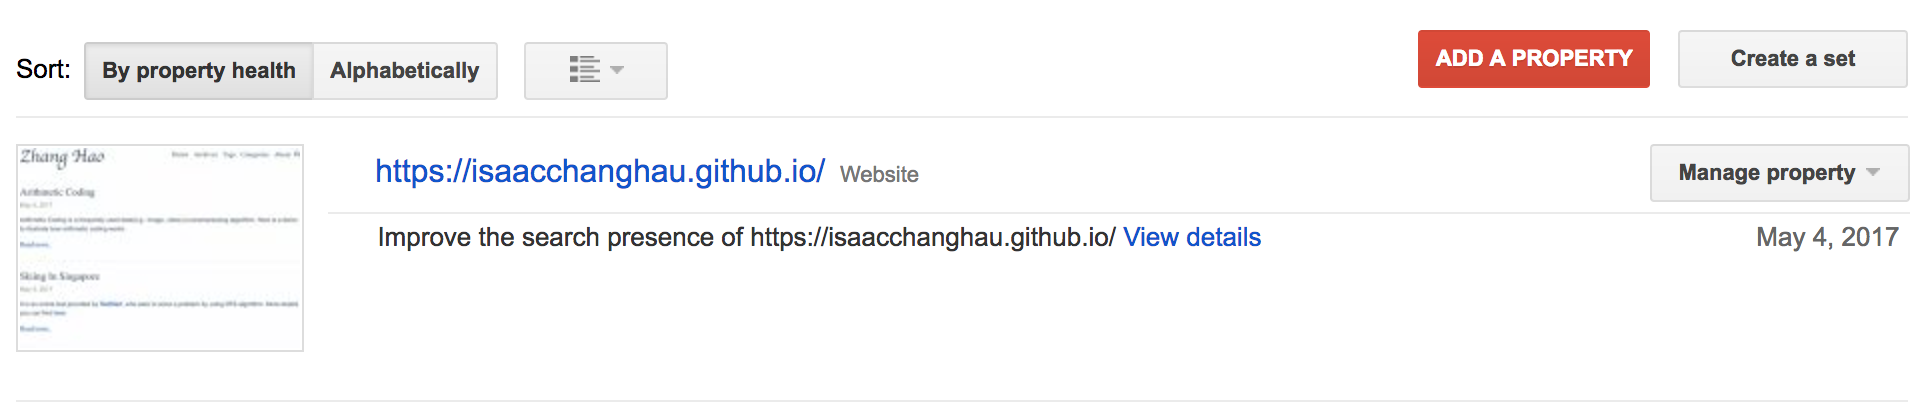 Sort: By property health Alphabetically ADD A PROPERTY Create a set
Zhang Hao
Arithmetic Coding
Skiing In Singapore
https://isaacchanghau.github.io/ Website Manage property
Improve the search presence of https://isaacchanghau.github.io/ View details May 4, 2017